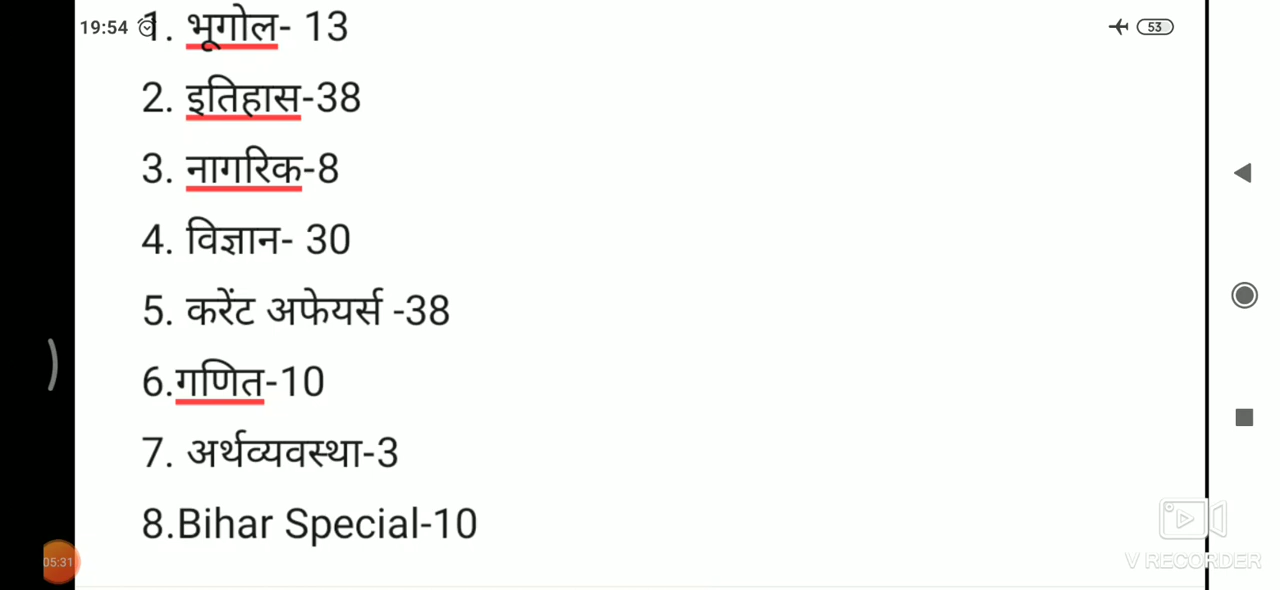 19:54
53
1. भूगोल- 13
2. इतिहास-38
3. नागरिक-8
4. विज्ञान- 30
5. करेंट अफेयर्स -38
6.गणित-10
7. अर्थव्यवस्था-3
8.Bihar Special-10
05:31
V RECORDER